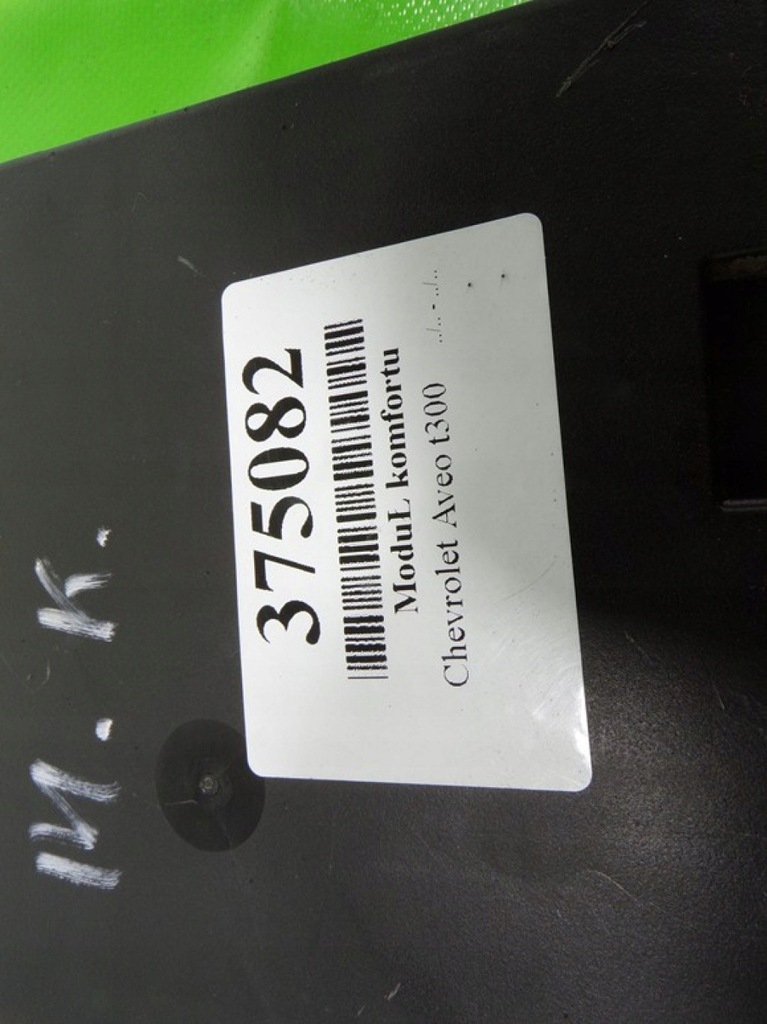 M. K.
375082
ModuL komfortu
Chevrolet Aveo t300
../.. - ../..